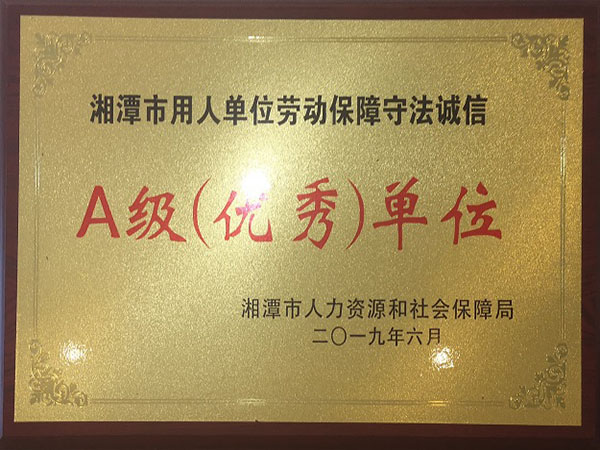 湘潭市用人单位劳动保障守法诚信
A级(优秀)单位
湘潭市人力资源和社会保障局
二〇一九年六月